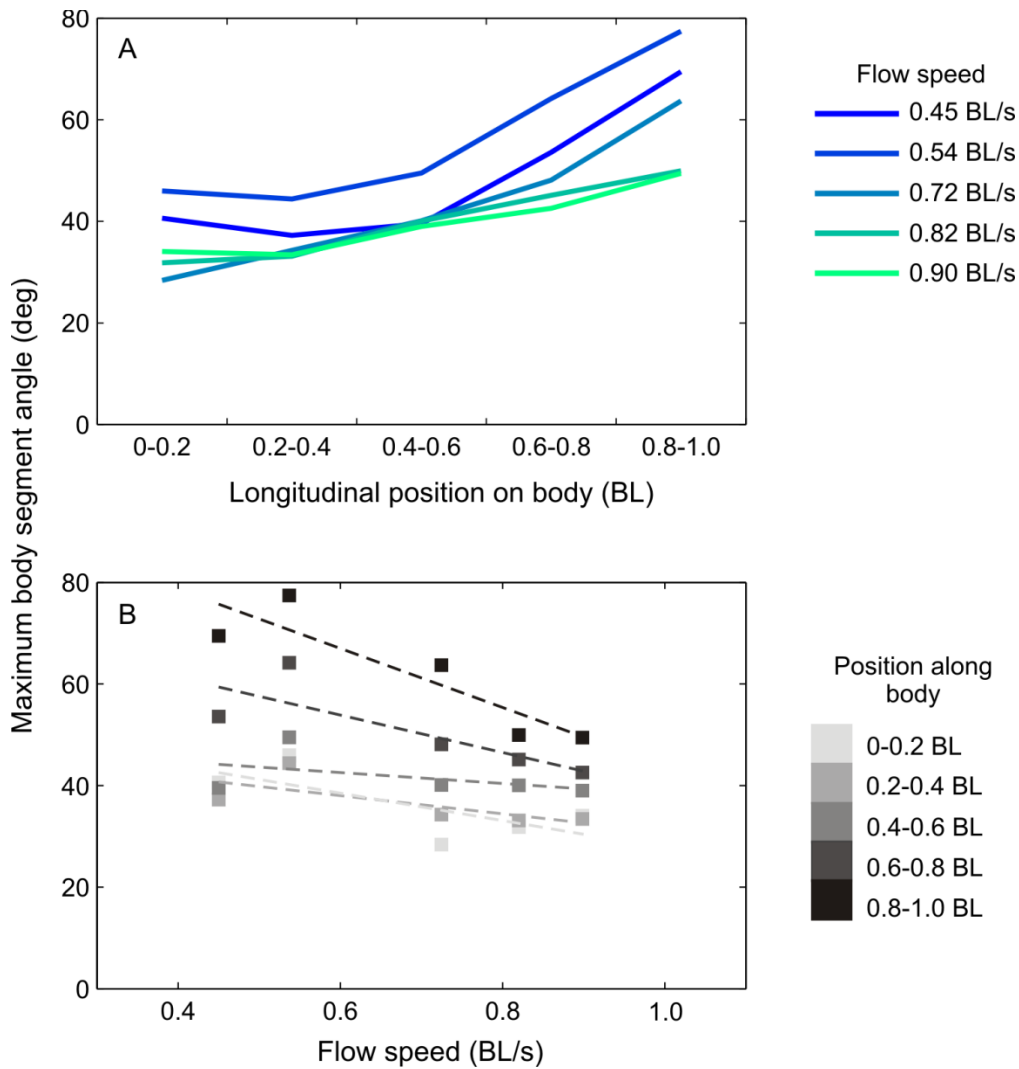 Maximum body segment angle (deg)
A
80
60
40
20
0
0-0.2 0.2-0.4 0.4-0.6 0.6-0.8 0.8-1.0
Longitudinal position on body (BL)
Flow speed
0.45 BL/s
0.54 BL/s
0.72 BL/s
0.82 BL/s
0.90 BL/s
B
80
60
40
20
0
0.4 0.6 0.8 1.0
Flow speed (BL/s)
Position along
body
0-0.2 BL
0.2-0.4 BL
0.4-0.6 BL
0.6-0.8 BL
0.8-1.0 BL